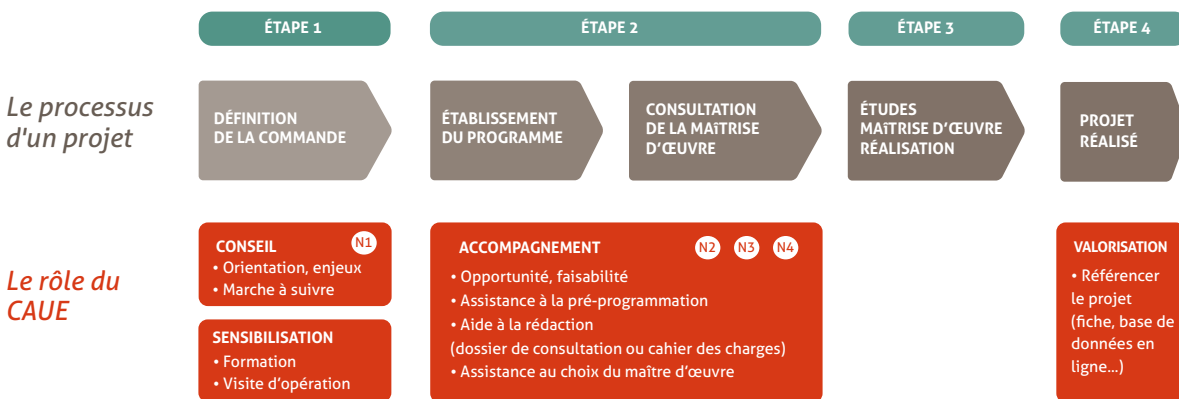 ÉTAPE 1
ÉTAPE 2
ÉTAPE 3
ÉTAPE 4
Le processus
d'un projet
DÉFINITION
DE LA COMMANDE
ÉTABLISSEMENT
DU PROGRAMME
CONSULTATION
DE LA MAîTRISE
D'ŒUVRE
ÉTUDES
MAîTRISE D'ŒUVRE
RÉALISATION
PROJET
RÉALISÉ
Le rôle du
CAUE
CONSEIL N1
• Orientation, enjeux
• Marche à suivre
SENSIBILISATION
• Formation
• Visite d'opération
ACCOMPAGNEMENT N2 N3 N4
• Opportunité, faisabilité
• Assistance à la pré-programmation
• Aide à la rédaction
(dossier de consultation ou cahier des charges)
• Assistance au choix du maître d'œuvre
VALORISATION
• Référencer
le projet
(fiche, base de
données en
ligne...)